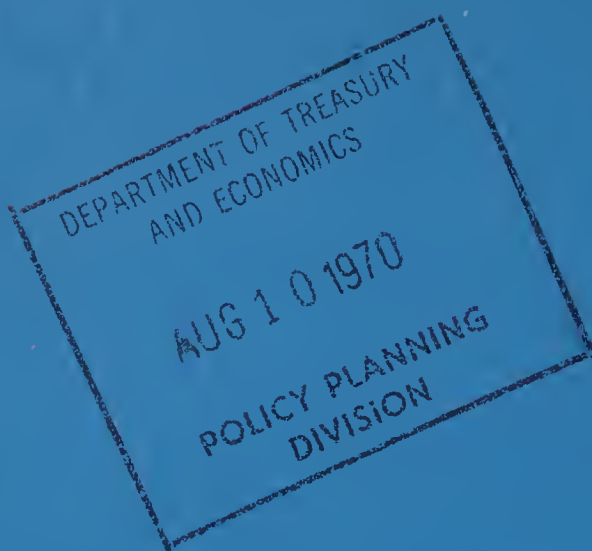 DEPARTMENT OF TREASURY
AND ECONOMICS
AUG 10 1970
POLICY PLANNING
DIVISION